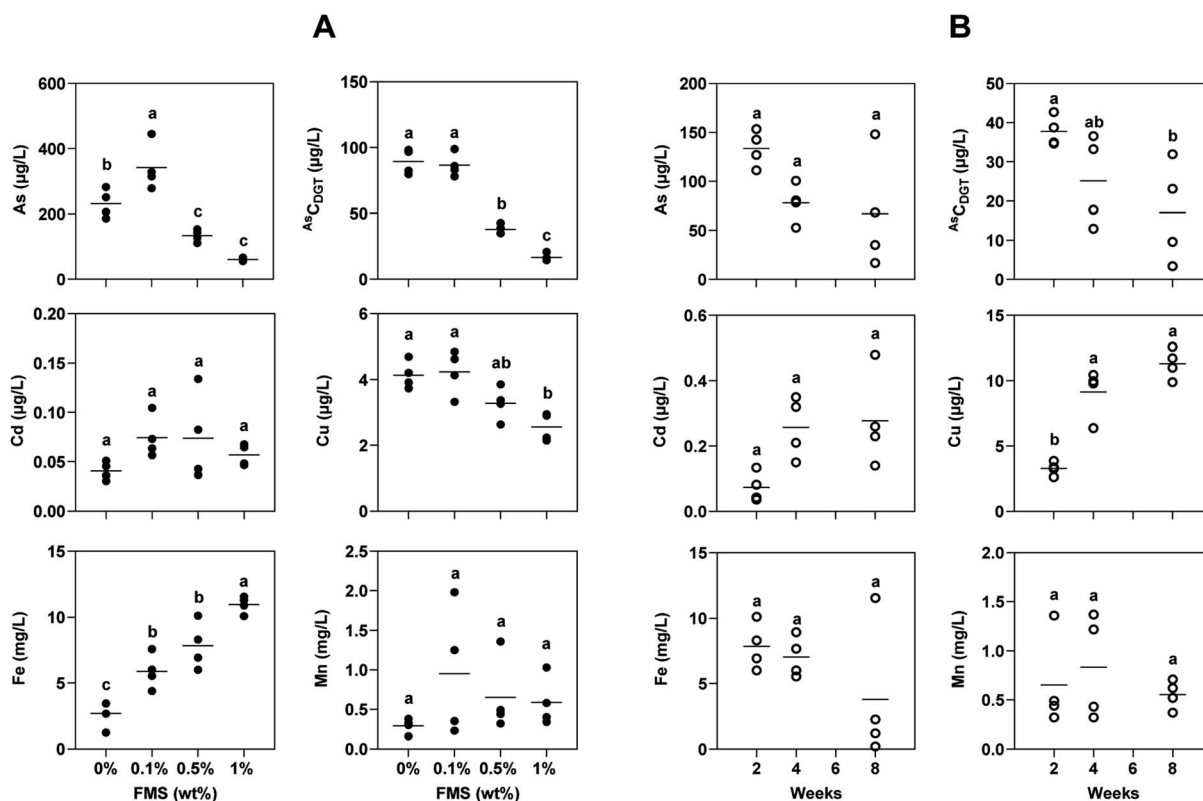 A
B
As (µg/L)
600
400
200
0
b
a
c
c
AsCDGT (µg/L)
150
100
50
0
a
a
b
c
As (µg/L)
200
150
100
50
0
a
a
a
AsCDGT (µg/L)
50
40
30
20
10
0
a
ab
b
Cd (µg/L)
0.20
0.15
0.10
0.05
0.00
a
a
a
a
Cu (µg/L)
6
4
2
0
a
a
ab
b
Cd (µg/L)
0.6
0.4
0.2
0.0
a
a
a
Cu (µg/L)
15
10
5
0
b
a
a
Fe (mg/L)
15
10
5
0
c
b
b
a
0% 0.1% 0.5% 1%
FMS (wt%)
Mn (mg/L)
2.5
2.0
1.5
1.0
0.5
0.0
a
a
a
a
0% 0.1% 0.5% 1%
FMS (wt%)
Fe (mg/L)
15
10
5
0
a
a
a
2 4 6 8
Weeks
Mn (mg/L)
2.0
1.5
1.0
0.5
0.0
a
a
a
2 4 6 8
Weeks